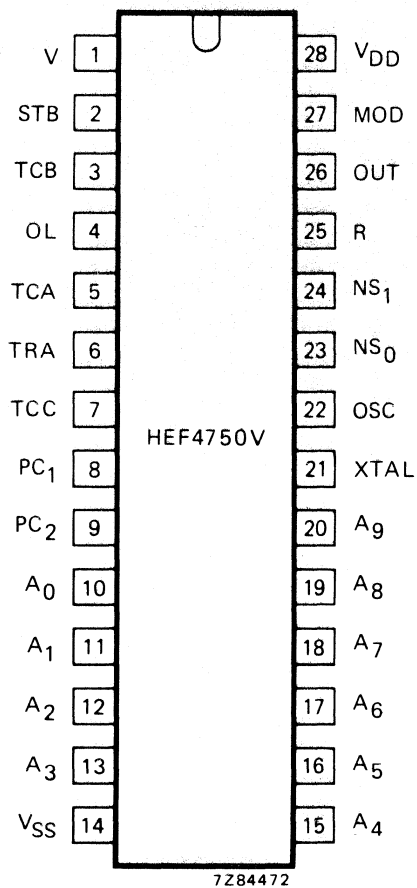 V 1 28 V_DD
STB 2 27 MOD
TCB 3 26 OUT
OL 4 25 R
TCA 5 24 NS₁
TRA 6 23 NS₀
TCC 7 22 OSC
HEF4750V
PC₁ 8 21 XTAL
PC₂ 9 20 A₉
A₀ 10 19 A₈
A₁ 11 18 A₇
A₂ 12 17 A₆
A₃ 13 16 A₅
V_SS 14 15 A₄
7Z84472